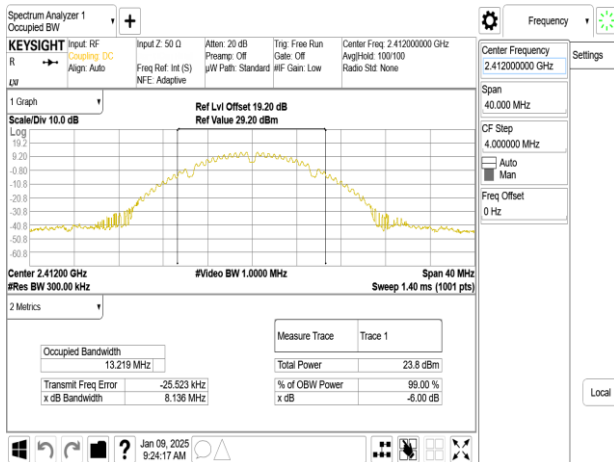 Spectrum Analyzer 1
Occupied BW
Frequency
KEYSIGHT
R
Input: RF
Coupling: DC
Align: Auto
Input Z: 50 Ω
Freq Ref: Int (S)
NFE: Adaptive
Atten: 20 dB
Preamp: Off
µW Path: Standard
Trig: Free Run
Gate: Off
#IF Gain: Low
Center Freq: 2.412000000 GHz
Avg|Hold: 100/100
Radio Std: None
Center Frequency
2.412000000 GHz
Settings
Span
40.000 MHz
CF Step
4.000000 MHz
Auto
Man
Freq Offset
0 Hz
Local
1 Graph
Scale/Div 10.0 dB
Ref Lvl Offset 19.20 dB
Ref Value 29.20 dBm
Log
19.2
9.20
-0.80
-10.8
-20.8
-30.8
-40.8
-50.8
-60.8
Center 2.41200 GHz
#Video BW 1.0000 MHz
Span 40 MHz
#Res BW 300.00 kHz
Sweep 1.40 ms (1001 pts)
2 Metrics
Occupied Bandwidth
13.219 MHz
Transmit Freq Error -25.523 kHz
x dB Bandwidth 8.136 MHz
Measure Trace Trace 1
Total Power 23.8 dBm
% of OBW Power 99.00 %
x dB -6.00 dB
Jan 09, 2025
9:24:17 AM